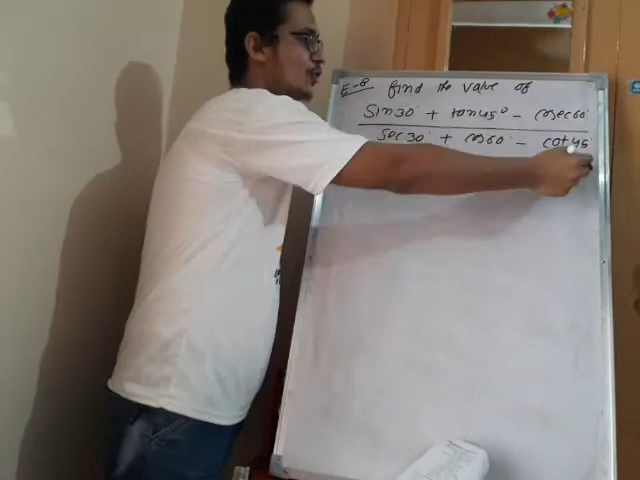 E-8 find the value of
Sin30° + tan45° - cosec60°
Sec30° + cos60° - cot45°